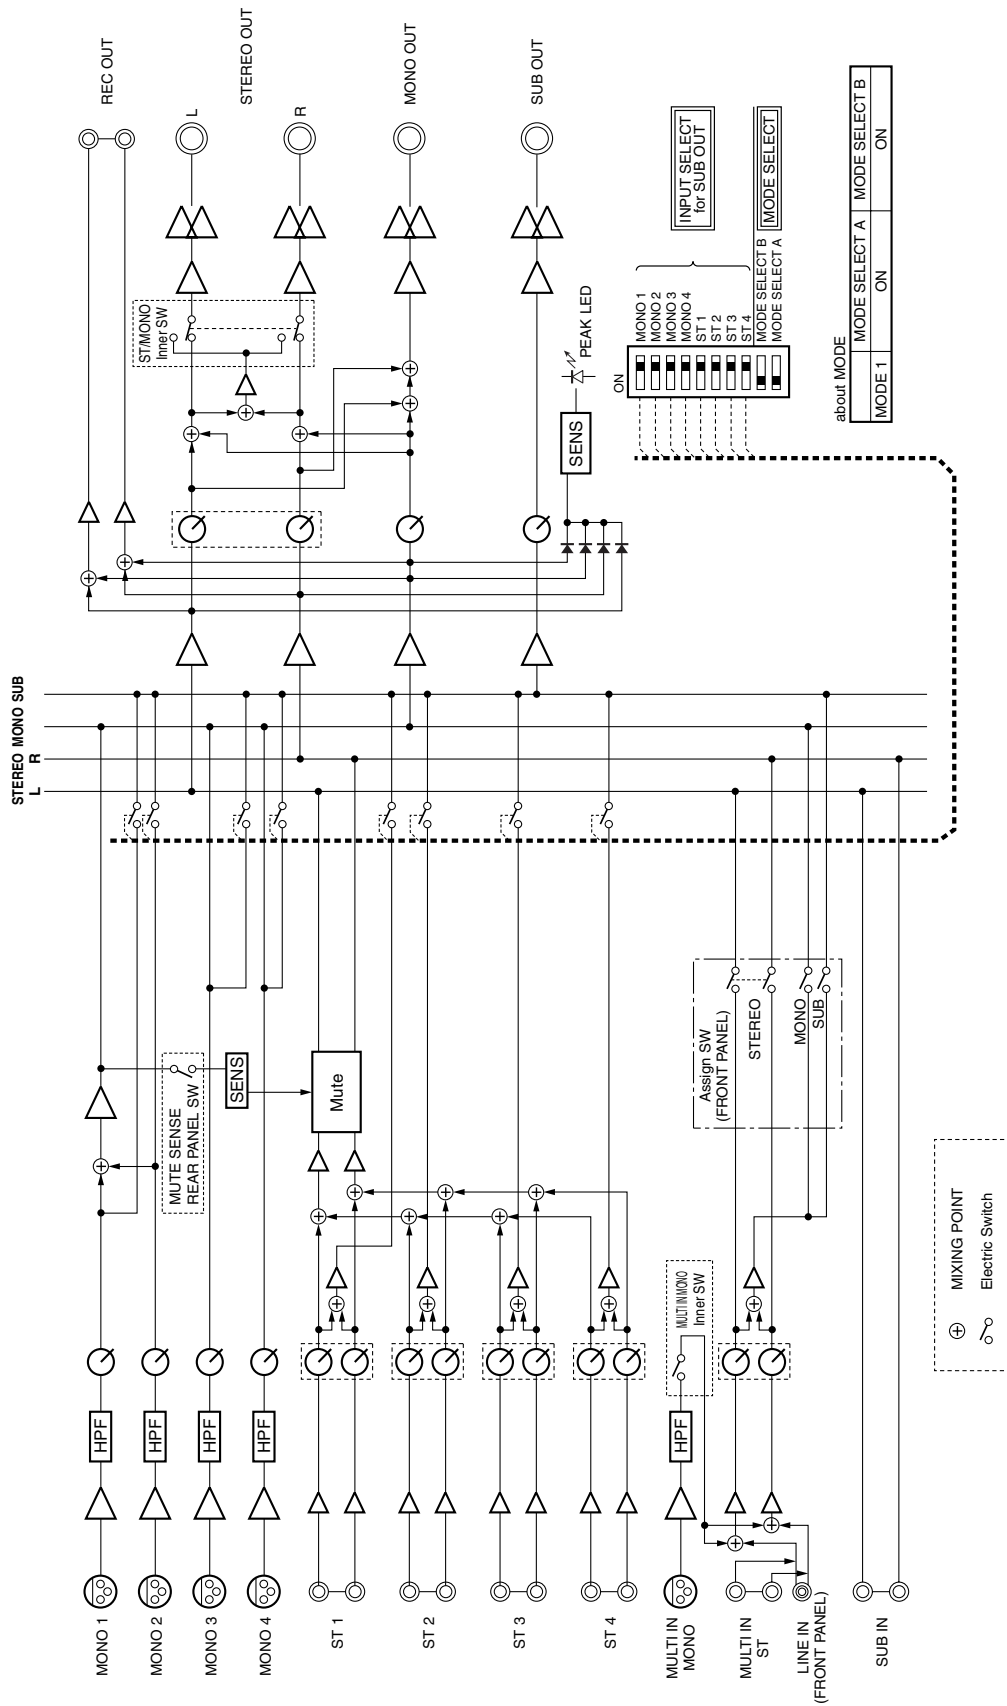 REC OUT
STEREO OUT
L
R
MONO OUT
SUB OUT
ST/MONO
Inner SW
PEAK LED
SENS
ON
MONO 1
MONO 2
MONO 3
MONO 4
ST 1
ST 2
ST 3
ST 4
MODE SELECT B
MODE SELECT A
INPUT SELECT
for SUB OUT
MODE SELECT
about MODE
MODE SELECT A
MODE SELECT B
MODE 1
ON
ON
STEREO MONO SUB
L
R
MUTE SENSE
REAR PANEL SW
SENS
Mute
Assign SW
(FRONT PANEL)
STEREO
MONO
SUB
MULTI IN MONO
Inner SW
HPF
HPF
HPF
HPF
HPF
MONO 1
MONO 2
MONO 3
MONO 4
ST 1
ST 2
ST 3
ST 4
MULTI IN
MONO
MULTI IN
ST
LINE IN
(FRONT PANEL)
SUB IN
MIXING POINT
Electric Switch